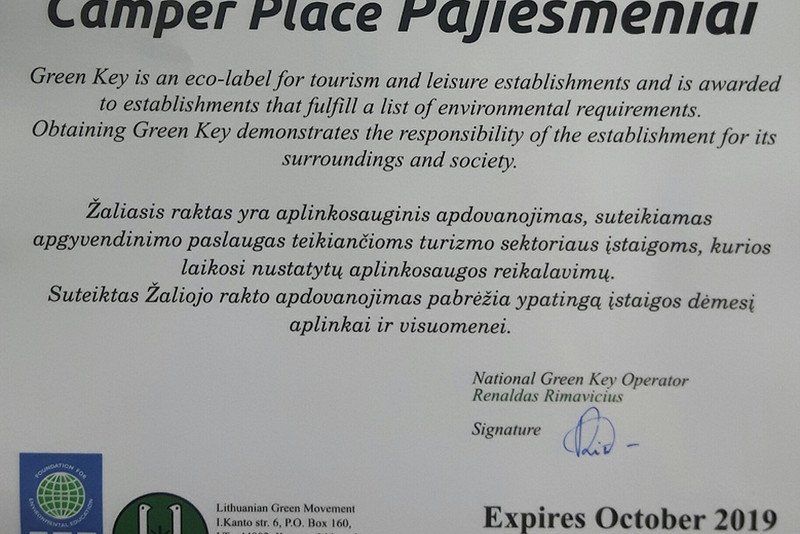 Camper Place Pajiesmeniai
Green Key is an eco-label for tourism and leisure establishments and is awarded
to establishments that fulfill a list of environmental requirements.
Obtaining Green Key demonstrates the responsibility of the establishment for its
surroundings and society.
Žaliasis raktas yra aplinkosauginis apdovanojimas, suteikiamas
apgyvendinimo paslaugas teikiančioms turizmo sektoriaus įstaigoms, kurios
laikosi nustatytų aplinkosaugos reikalavimų.
Suteiktas Žaliojo rakto apdovanojimas pabrėžia ypatingą įstaigos dėmesį
aplinkai ir visuomenei.
National Green Key Operator
Renaldas Rimavicius
Signature
FOUNDATION FOR
ENVIRONMENTAL EDUCATION
Lithuanian Green Movement
I.Kanto str. 6, P.O. Box 160,
Expires October 2019